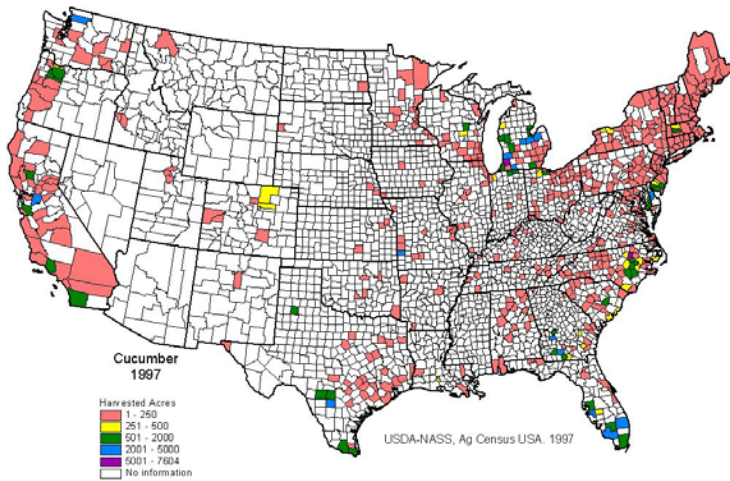 Cucumber
1997
Harvested Acres
1 - 250
251 - 500
501 - 2000
2001 - 5000
5001 - 7604
No information
USDA-NASS, Ag Census USA. 1997